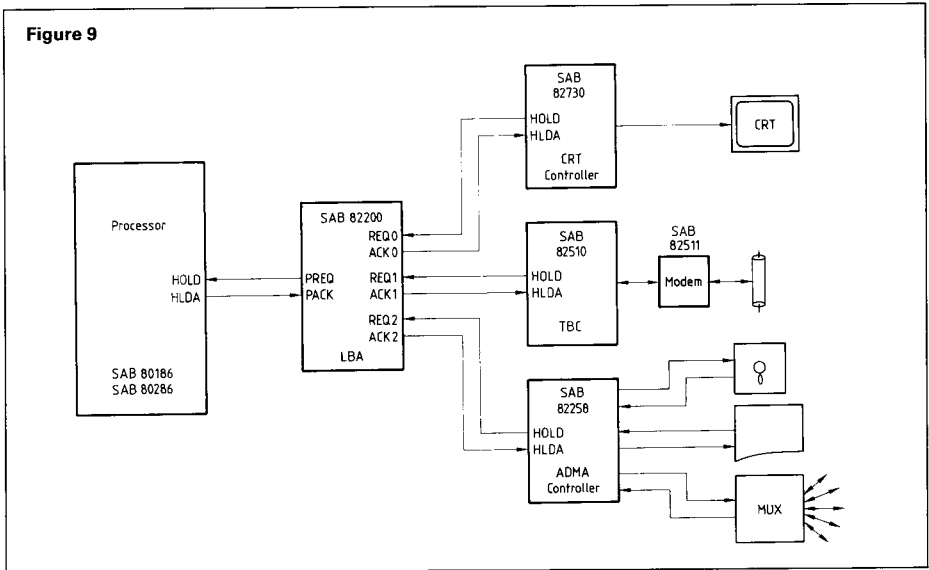 Figure 9
Processor
HOLD
HLDA
SAB 80186
SAB 80286
SAB 82200
REQ0
ACK0
PREQ
REQ1
PACK
ACK1
REQ2
ACK2
LBA
SAB
82730
HOLD
HLDA
CRT
Controller
CRT
SAB
82510
HOLD
HLDA
TBC
SAB
82511
Modem
SAB
82258
HOLD
HLDA
ADMA
Controller
MUX